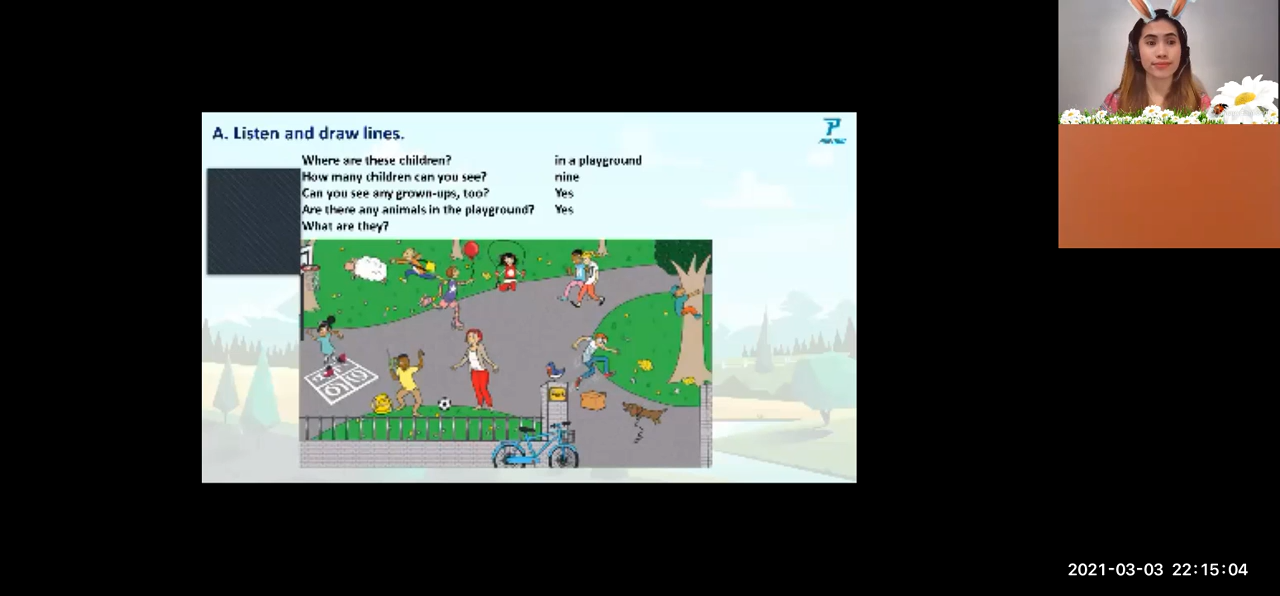 A. Listen and draw lines.
Where are these children? in a playground
How many children can you see? nine
Can you see any grown-ups, too? Yes
Are there any animals in the playground? Yes
What are they?
2021-03-03 22:15:04